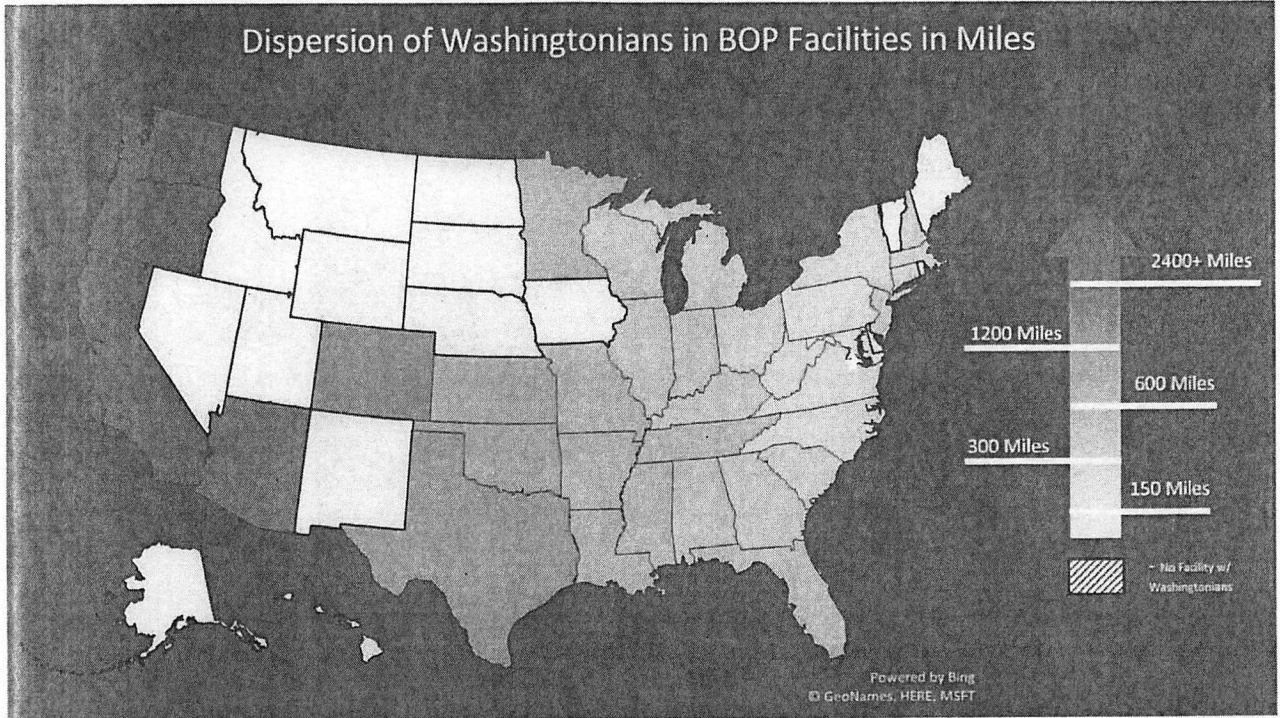 Dispersion of Washingtonians in BOP Facilities in Miles
2400+ Miles
1200 Miles
600 Miles
300 Miles
150 Miles
- No Facility w/
Washingtonians
Powered by Bing
© GeoNames, HERE, MSFT